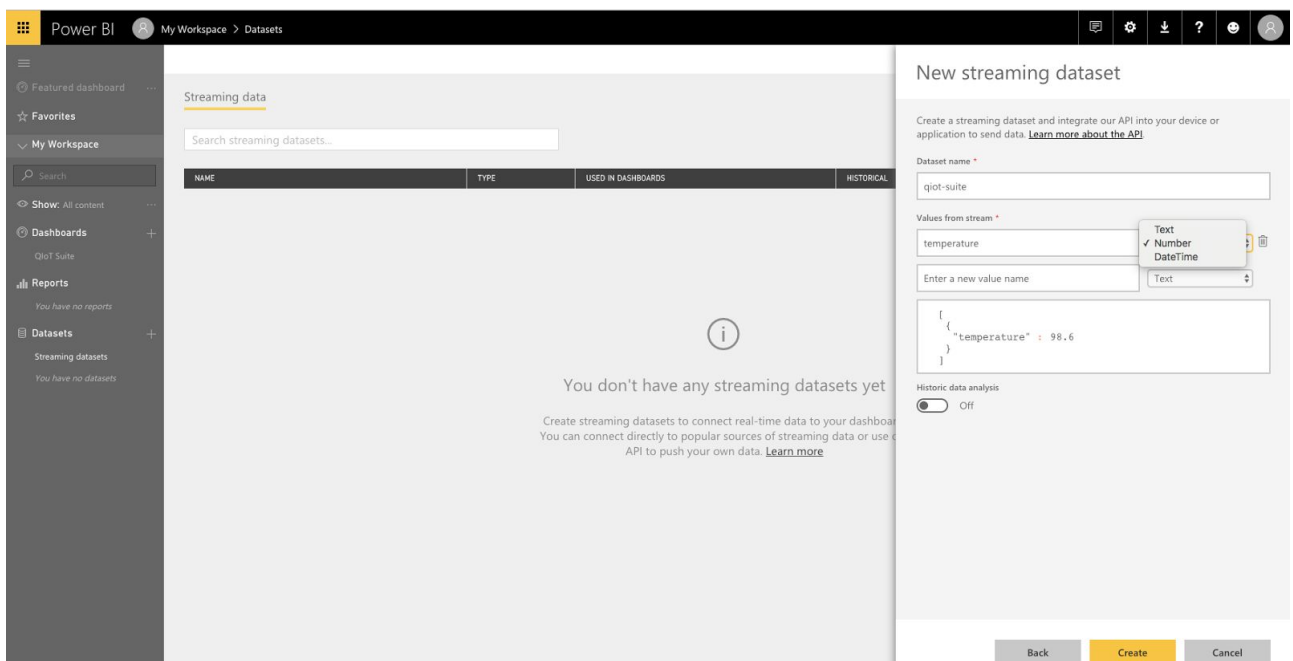 Power BI
My Workspace > Datasets
?
Featured dashboard ...
Favorites
My Workspace
Search
Show: All content ...
Dashboards +
QIoT Suite
Reports
You have no reports
Datasets +
Streaming datasets
You have no datasets
Streaming data
Search streaming datasets...
NAME TYPE USED IN DASHBOARDS HISTORICAL
i
You don't have any streaming datasets yet
Create streaming datasets to connect real-time data to your dashboar
You can connect directly to popular sources of streaming data or use
API to push your own data. Learn more
New streaming dataset
Create a streaming dataset and integrate our API into your device or
application to send data. Learn more about the API.
Dataset name *
qiot-suite
Values from stream *
temperature
Text
✓ Number
DateTime
Enter a new value name Text
[
{
"temperature" : 98.6
}
]
Historic data analysis
Off
Back Create Cancel